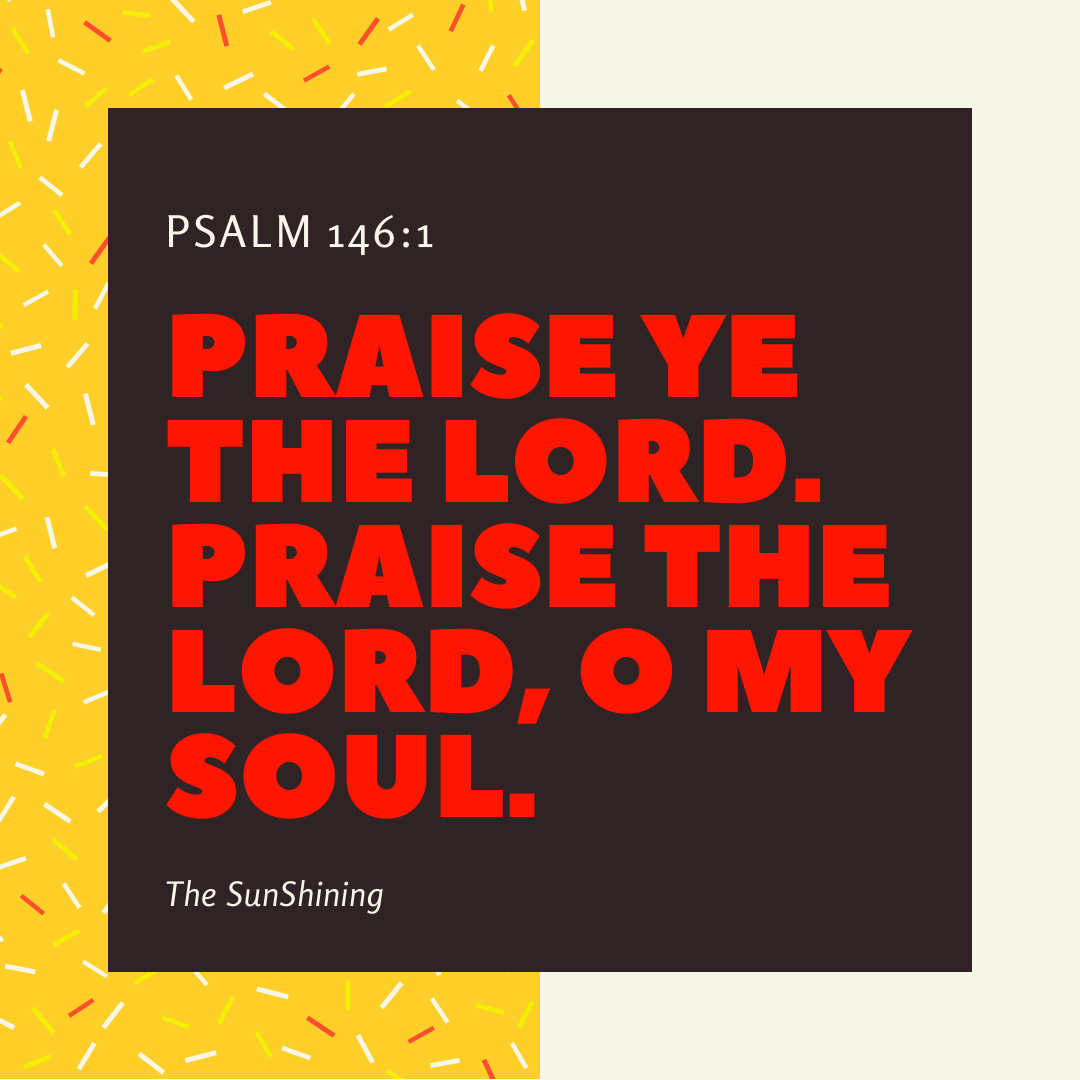 PSALM 146:1
PRAISE YE
THE LORD.
PRAISE THE
LORD, O MY
SOUL.
The SunShining